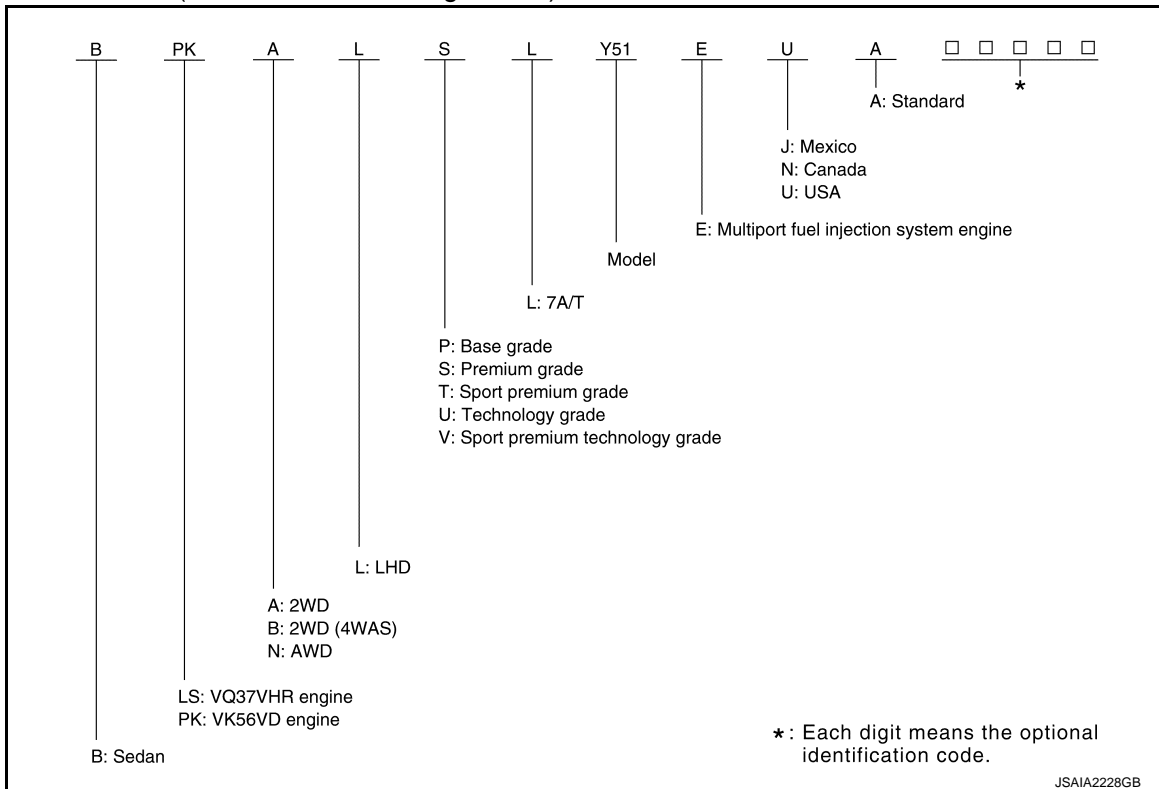 B PK A L S L Y51 E U A □ □ □ □ □
*
A: Standard
J: Mexico
N: Canada
U: USA
E: Multiport fuel injection system engine
Model
L: 7A/T
P: Base grade
S: Premium grade
T: Sport premium grade
U: Technology grade
V: Sport premium technology grade
L: LHD
A: 2WD
B: 2WD (4WAS)
N: AWD
LS: VQ37VHR engine
PK: VK56VD engine
B: Sedan
*: Each digit means the optional
identification code.
JSAIA2228GB